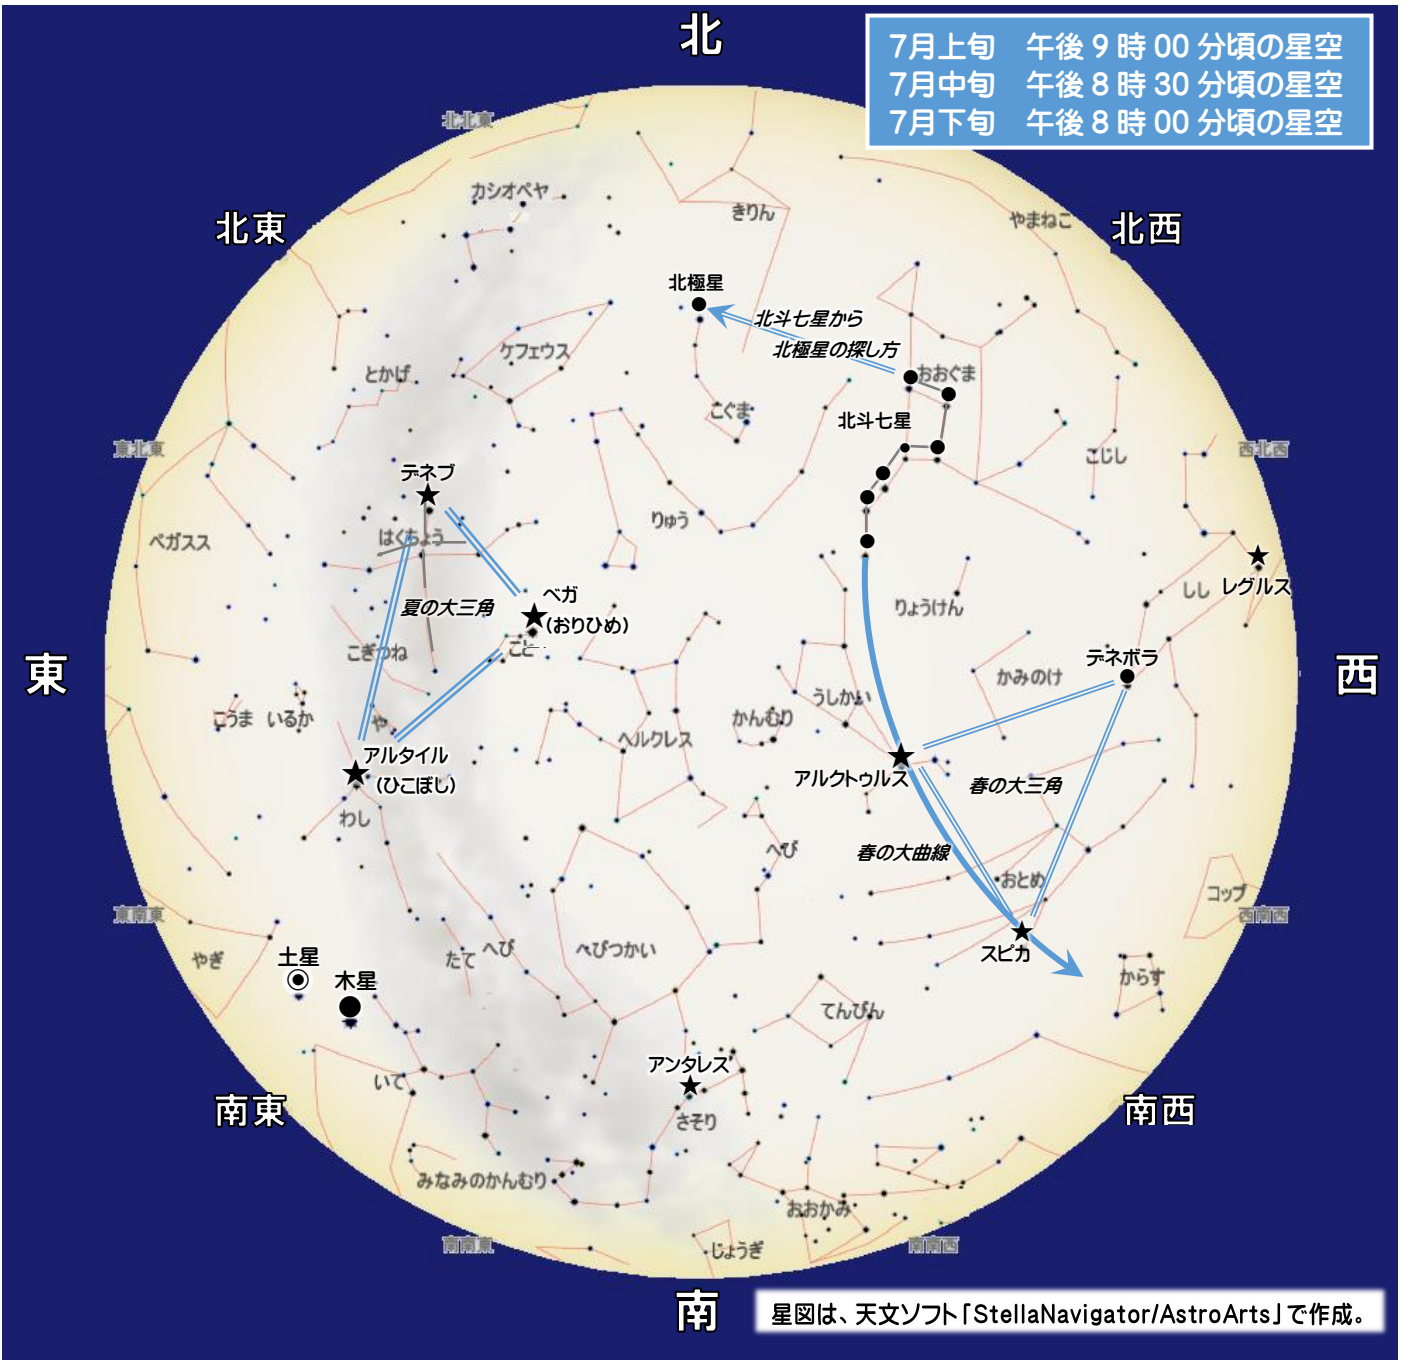 北
7月上旬 午後 9 時 00 分頃の星空
7月中旬 午後 8 時 30 分頃の星空
7月下旬 午後 8 時 00 分頃の星空
北北東
カシオペヤ
きりん
やまねこ
北東
北西
北極星
北斗七星から
北極星の探し方
ケフェウス
とかげ
おおぐま
こぐま
北斗七星
東北東
西北西
こじし
デネブ
りゅう
はくちょう
ペガスス
レグルス
しし
ベガ
(おりひめ)
夏の大三角
りょうけん
こと
こぎつね
デネボラ
かみのけ
東
西
うしかい
こうま
いるか
や
かんむり
ヘルクレス
アルタイル
(ひこぼし)
アルクトゥルス
春の大三角
わし
へび
春の大曲線
おとめ
コップ
東南東
西南西
やぎ
土星
木星
たて
へび
へびつかい
スピカ
からす
てんびん
アンタレス
いて
南東
南西
さそり
みなみのかんむり
おおかみ
南南東
じょうぎ
南南西
南
星図は、天文ソフト「StellaNavigator/AstroArts」で作成。